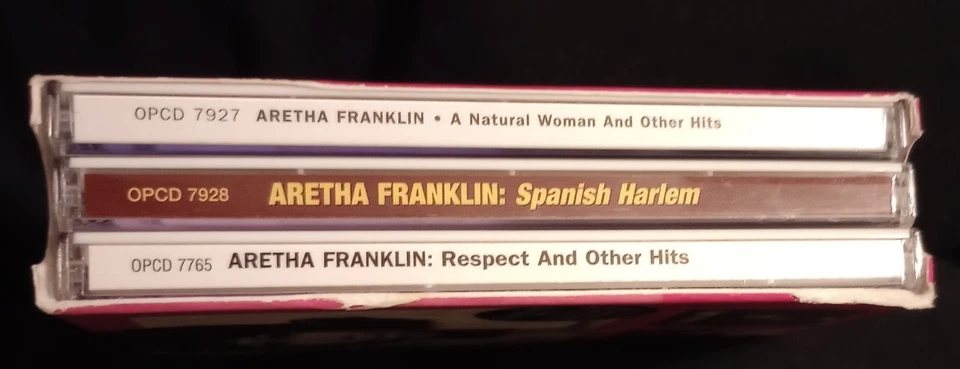 OPCD 7927 ARETHA FRANKLIN • A Natural Woman And Other Hits
OPCD 7928 ARETHA FRANKLIN: Spanish Harlem
OPCD 7765 ARETHA FRANKLIN: Respect And Other Hits